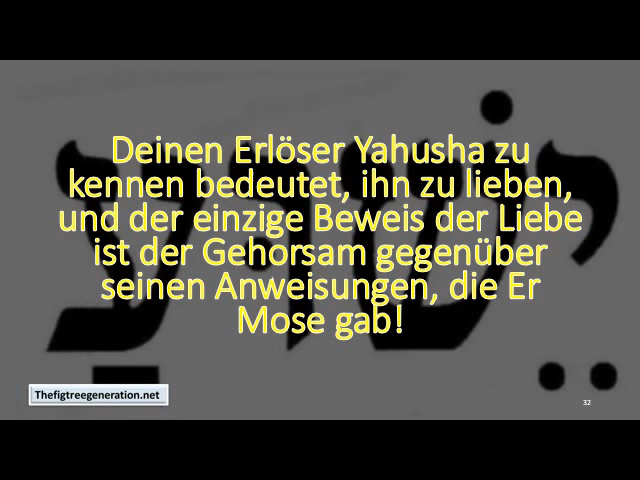 Deinen Erlöser Yahusha zu
kennen bedeutet, ihn zu lieben,
und der einzige Beweis der Liebe
ist der Gehorsam gegenüber
seinen Anweisungen, die Er
Mose gab!
Thefigtreegeneration.net
32
ישׁוּעַ